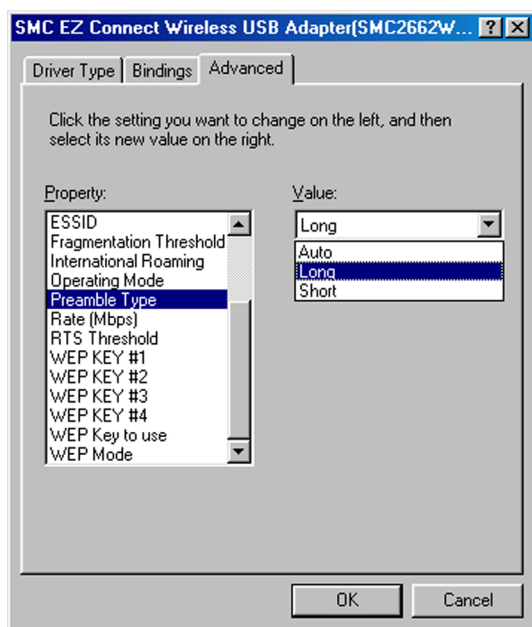 SMC EZ Connect Wireless USB Adapter(SMC2662W...
Driver Type Bindings Advanced
Click the setting you want to change on the left, and then
select its new value on the right.
Property:
ESSID
Fragmentation Threshold
International Roaming
Operating Mode
Preamble Type
Rate (Mbps)
RTS Threshold
WEP KEY #1
WEP KEY #2
WEP KEY #3
WEP KEY #4
WEP Key to use
WEP Mode
Value:
Long
Auto
Long
Short
OK Cancel